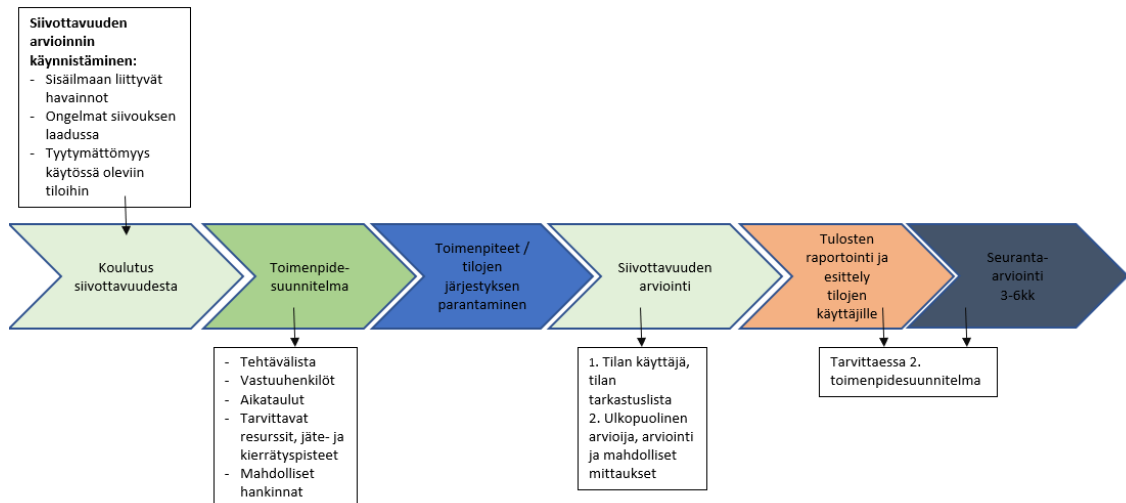 Siivottavuuden
arvioinnin
käynnistäminen:
- Sisäilmaan liittyvät
havainnot
- Ongelmat siivouksen
laadussa
- Tyytymättömyys
käytössä oleviin
tiloihin
Koulutus
siivottavuudesta
Toimenpide-
suunnitelma
Toimenpiteet /
tilojen
järjestyksen
parantaminen
Siivottavuuden
arviointi
Tulosten
raportointi ja
esittely
tilojen
käyttäjille
Seuranta-
arviointi
3-6kk
- Tehtävälista
- Vastuuhenkilöt
- Aikataulut
- Tarvittavat
resurssit, jäte- ja
kierrätyspisteet
- Mahdolliset
hankinnat
1. Tilan käyttäjä,
tilan
tarkastuslista
2. Ulkopuolinen
arvioija, arviointi
ja mahdolliset
mittaukset
Tarvittaessa 2.
toimenpidesuunnitelma